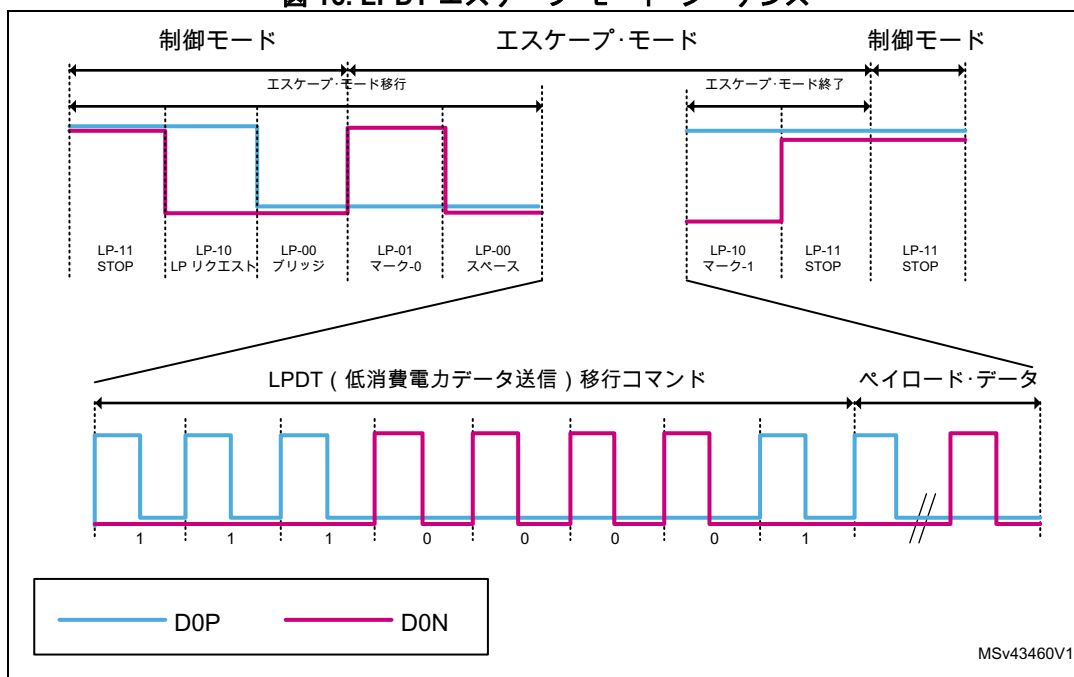 制御モード
エスケープ·モード
制御モード
エスケープ·モード移行
エスケープ·モード終了
LP-11
STOP
LP-10
LP リクエスト
LP-00
ブリッジ
LP-01
マーク-0
LP-00
スペース
LP-10
マーク-1
LP-11
STOP
LP-11
STOP
LPDT ( 低消費電力データ送信 ) 移行コマンド
ペイロード·データ
1 1 1 0 0 0 0 1
D0P
D0N
MSv43460V1